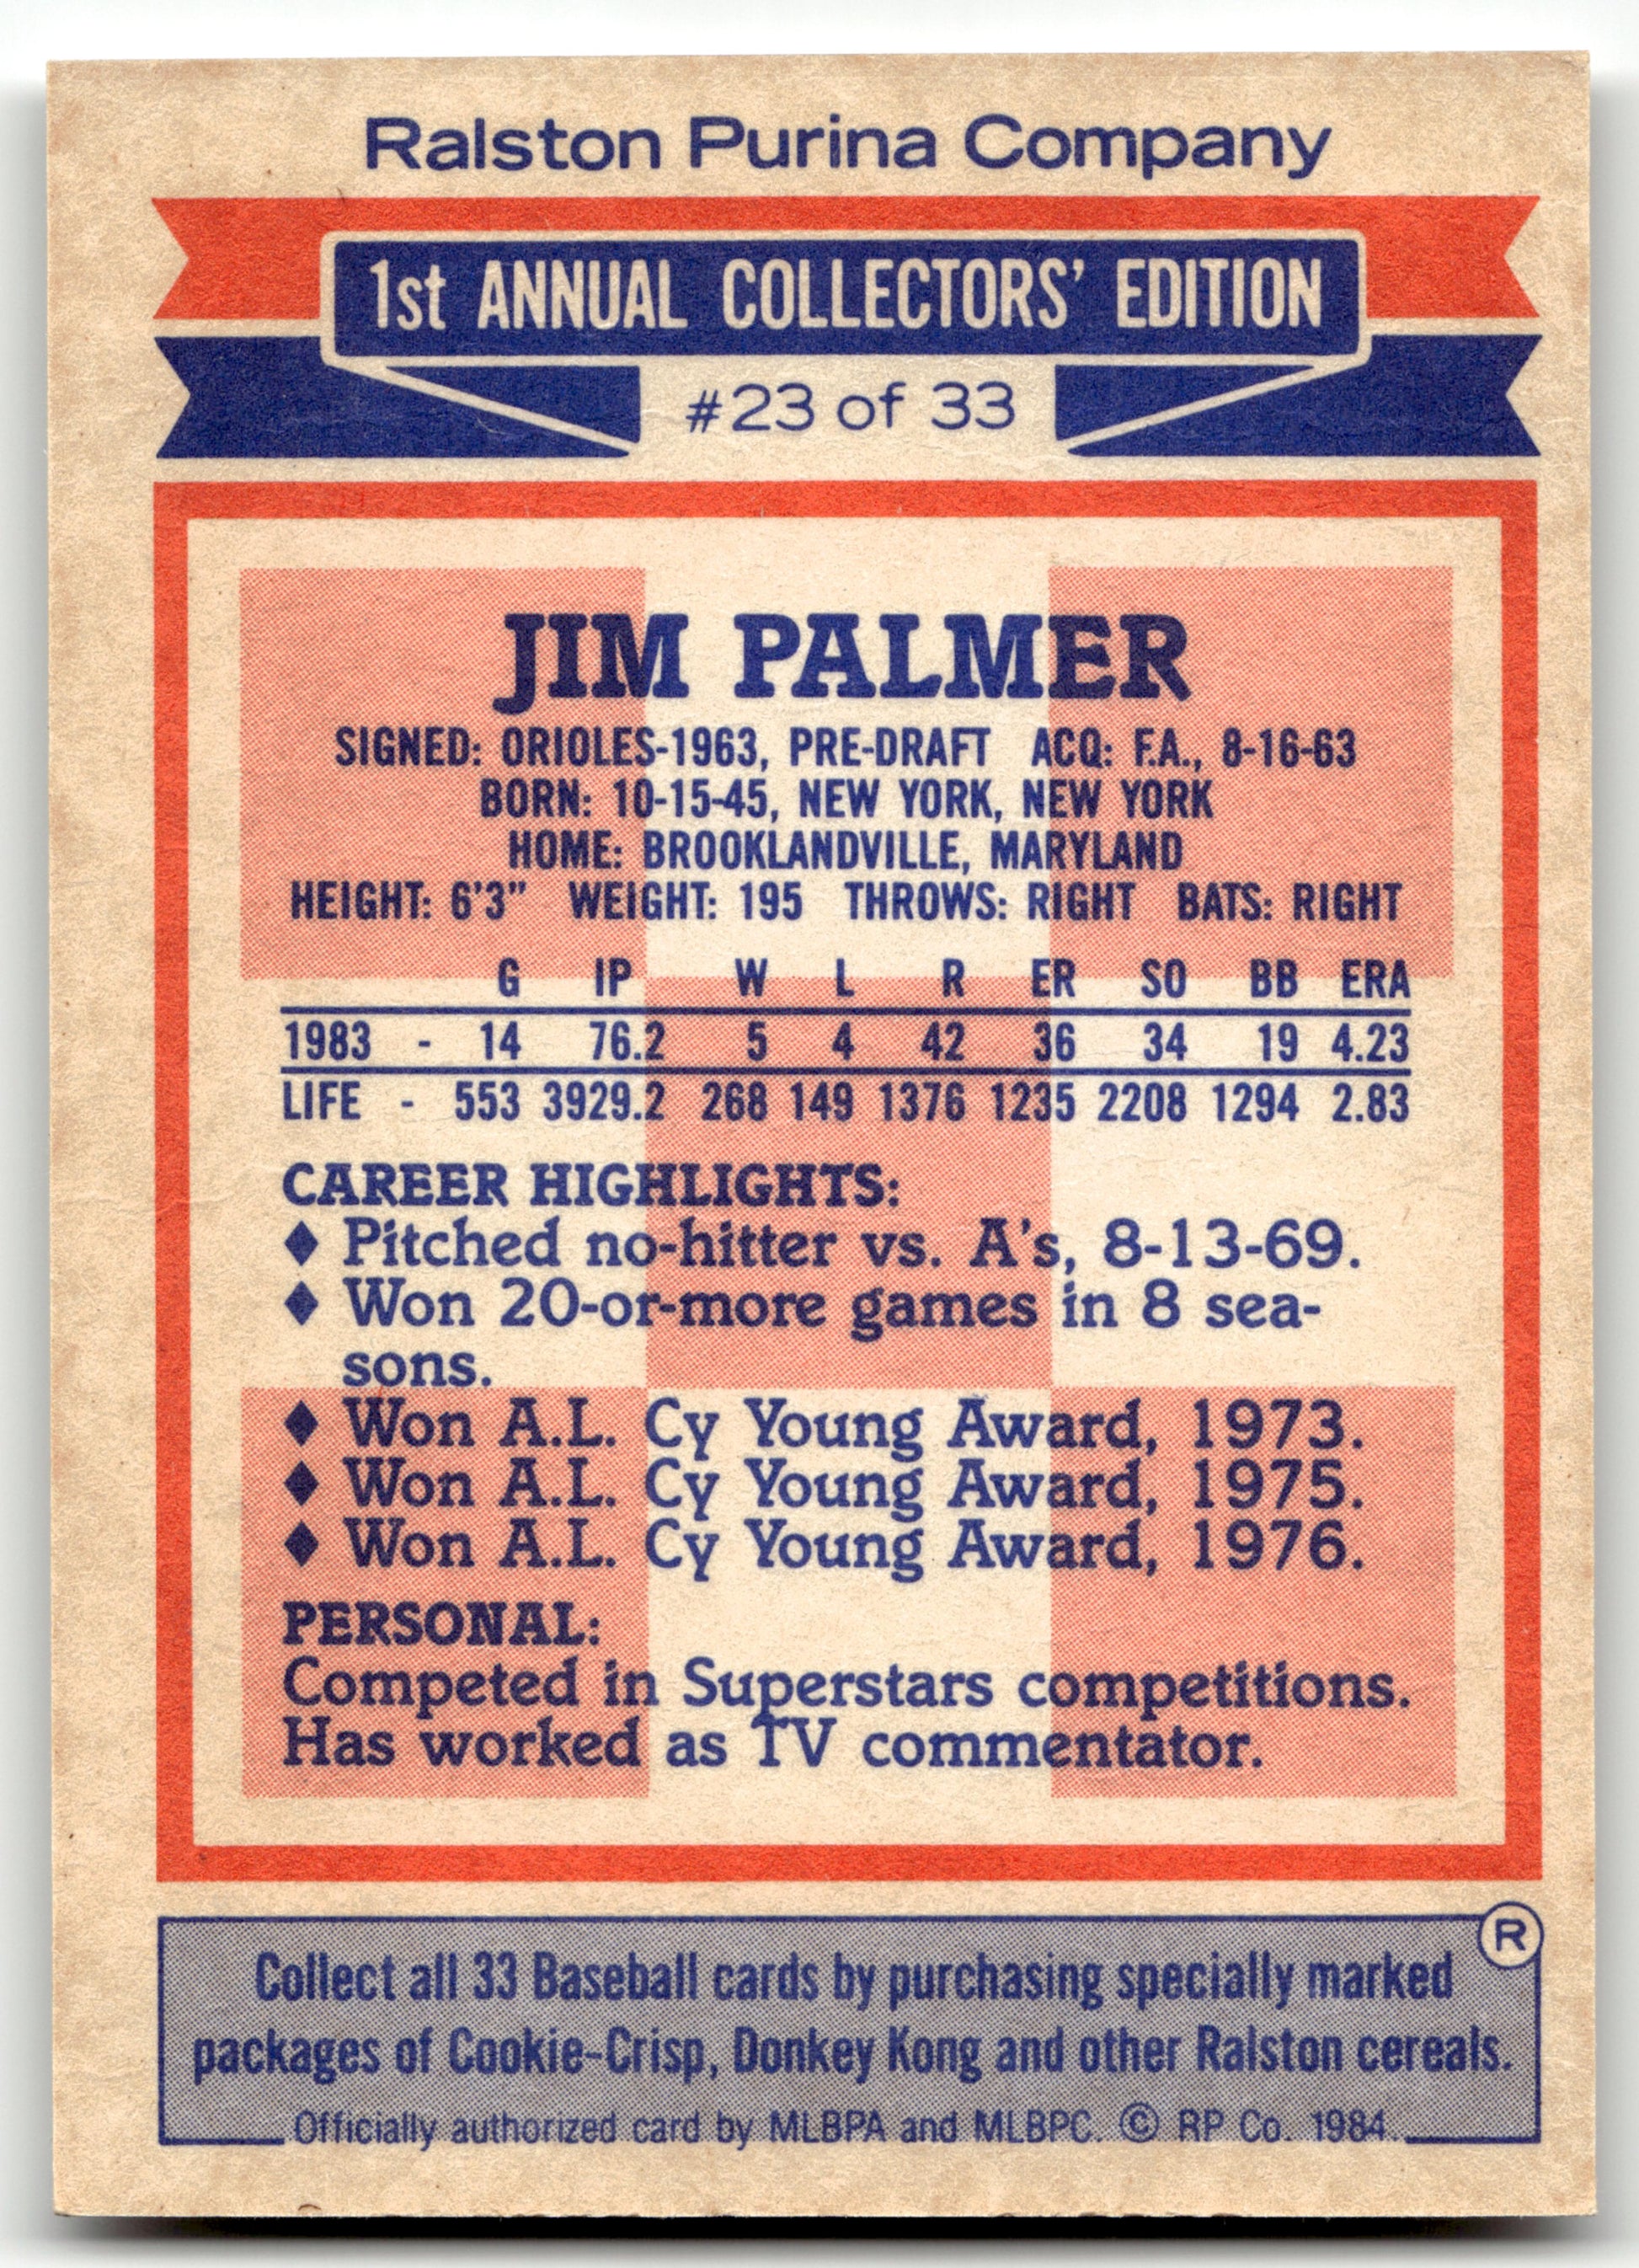 Ralston Purina Company
1st ANNUAL COLLECTORS' EDITION
#23 of 33
JIM PALMER
SIGNED: ORIOLES-1963, PRE-DRAFT ACQ: F.A., 8-16-63
BORN: 10-15-45, NEW YORK, NEW YORK
HOME: BROOKLANDVILLE, MARYLAND
HEIGHT: 6'3" WEIGHT: 195 THROWS: RIGHT BATS: RIGHT
G IP W L R ER SO BB ERA
1983 - 14 76.2 5 4 42 36 34 19 4.23
LIFE - 553 3929.2 268 149 1376 1235 2208 1294 2.83
CAREER HIGHLIGHTS:
♦ Pitched no-hitter vs. A's, 8-13-69.
♦ Won 20-or-more games in 8 sea-
sons.
♦ Won A.L. Cy Young Award, 1973.
♦ Won A.L. Cy Young Award, 1975.
♦ Won A.L. Cy Young Award, 1976.
PERSONAL:
Competed in Superstars competitions.
Has worked as TV commentator.
®
Collect all 33 Baseball cards by purchasing specially marked
packages of Cookie-Crisp, Donkey Kong and other Ralston cereals.
Officially authorized card by MLBPA and MLBPC. © RP Co. 1984.